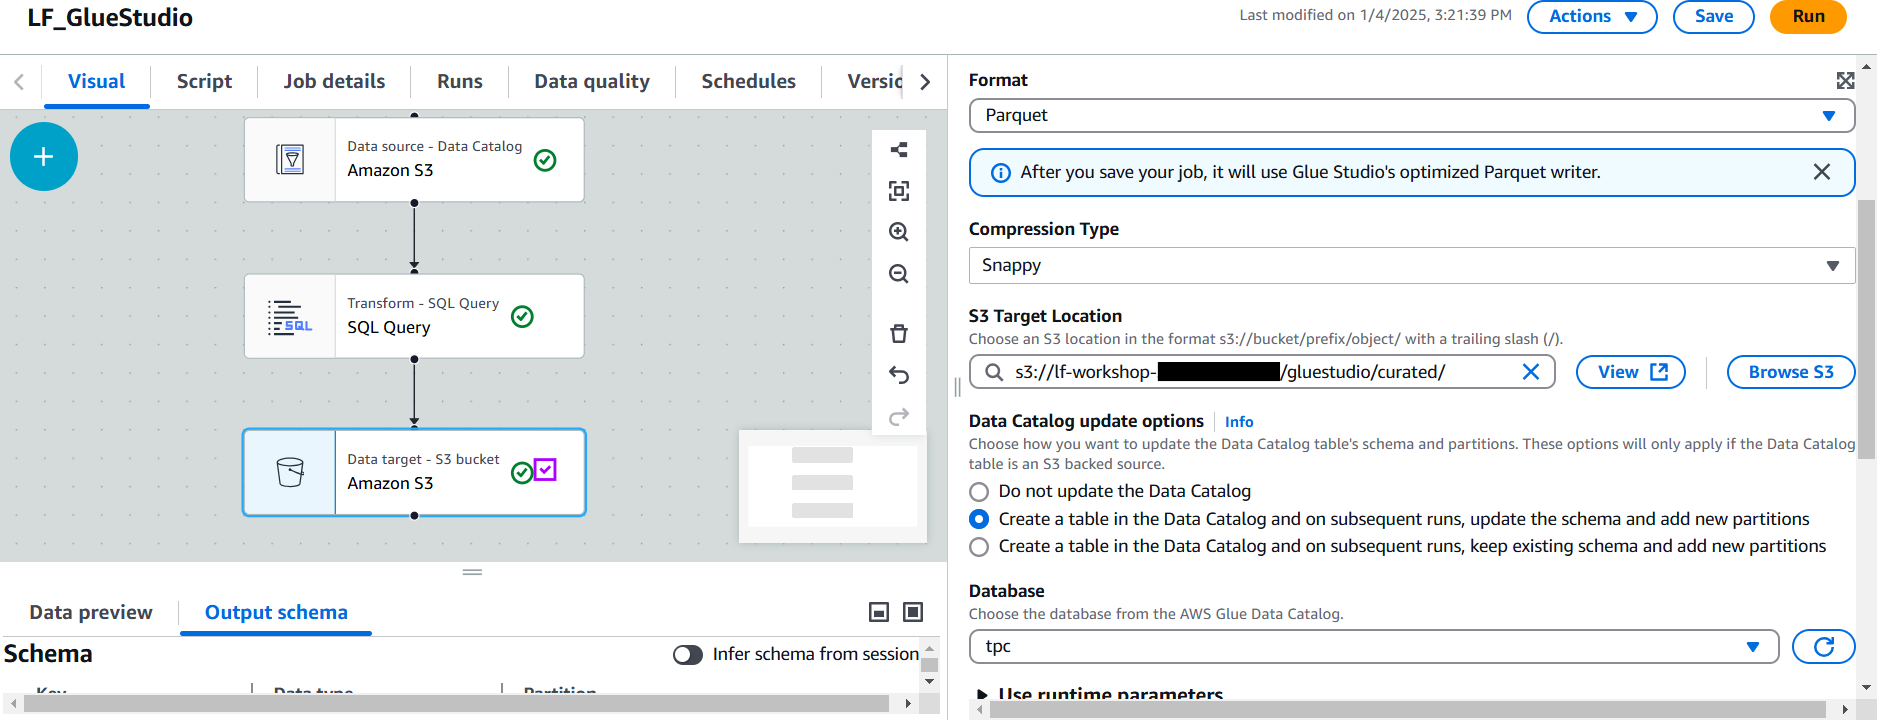 LF_GlueStudio
Last modified on 1/4/2025, 3:21:39 PM
Actions
Save
Run
Visual
Script
Job details
Runs
Data quality
Schedules
Versic
Data source - Data Catalog
Amazon S3
Transform - SQL Query
SQL Query
SQL
Data target - S3 bucket
Amazon S3
Data preview
Output schema
Schema
Infer schema from session
Key
Data type
Partition
Format
Parquet
After you save your job, it will use Glue Studio's optimized Parquet writer.
Compression Type
Snappy
S3 Target Location
Choose an S3 location in the format s3://bucket/prefix/object/ with a trailing slash (/).
s3://lf-workshop-
/gluestudio/curated/
View
Browse S3
Data Catalog update options
Info
Choose how you want to update the Data Catalog table's schema and partitions. These options will only apply if the Data Catalog
table is an S3 backed source.
Do not update the Data Catalog
Create a table in the Data Catalog and on subsequent runs, update the schema and add new partitions
Create a table in the Data Catalog and on subsequent runs, keep existing schema and add new partitions
Database
Choose the database from the AWS Glue Data Catalog.
tpc
Use runtime parameters